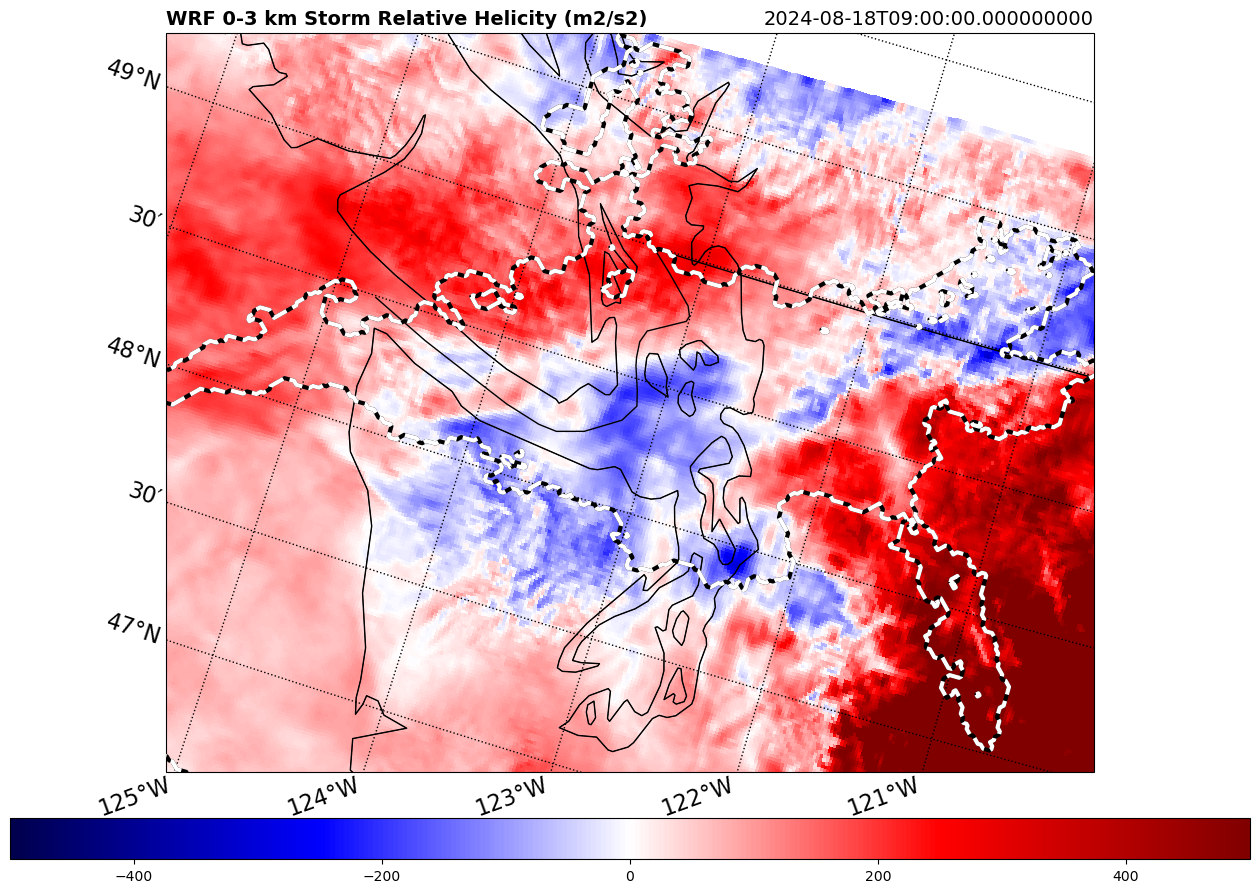 WRF 0-3 km Storm Relative Helicity (m2/s2) 2024-08-18T09:00:00.000000000
49°N
30′
48°N
30′
47°N
125°W 124°W 123°W 122°W 121°W
−400 −200 0 200 400